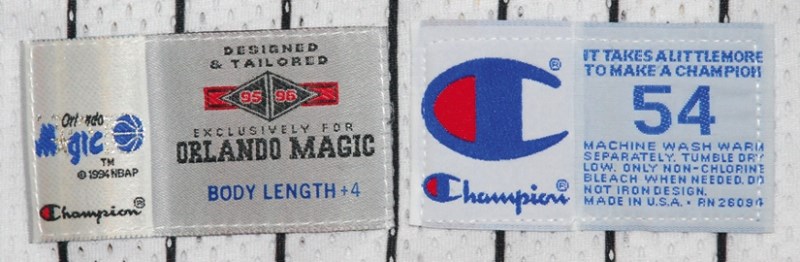 Orlando
Magic
TM
© 1994 NBAP
Champion®
DESIGNED
& TAILORED
95 96
EXCLUSIVELY FOR
ORLANDO MAGIC
BODY LENGTH +4
®
Champion®
IT TAKES A LITTLE MORE
TO MAKE A CHAMPION
54
MACHINE WASH WARM
SEPARATELY. TUMBLE DRY
LOW. ONLY NON-CHLORINE
BLEACH WHEN NEEDED. DO
NOT IRON DESIGN.
MADE IN U.S.A. • RN 26094